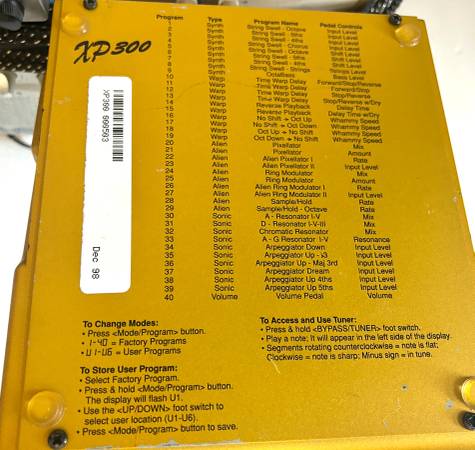 XP300
XP300 600503
Dec 98
Program Type Program Name Pedal Controls
1 Synth String Swell - Octave Input Level
2 Synth String Swell - 5ths Input Level
3 Synth String Swell - 4ths Input Level
4 Synth String Swell - Chorus Input Level
5 Synth String Swell - Octave Shift Level
6 Synth String Swell - 5ths Shift Level
7 Synth String Swell - 4ths Shift Level
8 Synth String Swell - Strings Strings Level
9 Synth OctaBass Bass Level
10 Warp Time Warp Delay Forward/Stop/Reverse
11 Warp Time Warp Delay Forward/Stop
12 Warp Time Warp Delay Stop/Reverse
13 Warp Time Warp Delay Stop/Reverse w/Dry
14 Warp Reverse Playback Delay Time
15 Warp Reverse Playback Delay Time w/Dry
16 Warp No Shift + Oct Up Whammy Speed
17 Warp No Shift + Oct Down Whammy Speed
18 Warp Oct Up + No Shift Whammy Speed
19 Warp Oct Down + No Shift Whammy Speed
20 Alien Pixellator Mix
21 Alien Pixellator Amount
22 Alien Alien Pixellator I Rate
23 Alien Alien Pixellator II Input Level
24 Alien Ring Modulator Mix
25 Alien Ring Modulator Amount
26 Alien Alien Ring Modulator I Rate
27 Alien Alien Ring Modulator II Input Level
28 Alien Sample/Hold Rate
29 Alien Sample/Hold - Octave Rate
30 Sonic A - Resonator I-V Mix
31 Sonic D - Resonator I-V-III Mix
32 Sonic Chromatic Resonator Mix
33 Sonic A - G Resonator I-V Resonance
34 Sonic Arpeggiator Down Input Level
35 Sonic Arpeggiator Up - ♭3 Input Level
36 Sonic Arpeggiator Up - Maj 3rd Input Level
37 Sonic Arpeggiator Dream Input Level
38 Sonic Arpeggiator Up 4ths Input Level
39 Sonic Arpeggiator Up 5ths Input Level
40 Volume Volume Pedal Volume
To Change Modes:
• Press <Mode/Program> button.
• 1-40 = Factory Programs
• U1-U6 = User Programs
To Store User Program:
• Select Factory Program.
• Press & hold <Mode/Program> button.
The display will flash U1.
• Use the <UP/DOWN> foot switch to
select user location (U1-U6).
• Press <Mode/Program> button to save.
To Access and Use Tuner:
• Press & hold <BYPASS/TUNER> foot switch.
• Play a note; It will appear in the left side of the display.
• Segments rotating counterclockwise = note is flat;
Clockwise = note is sharp; Minus sign = in tune.